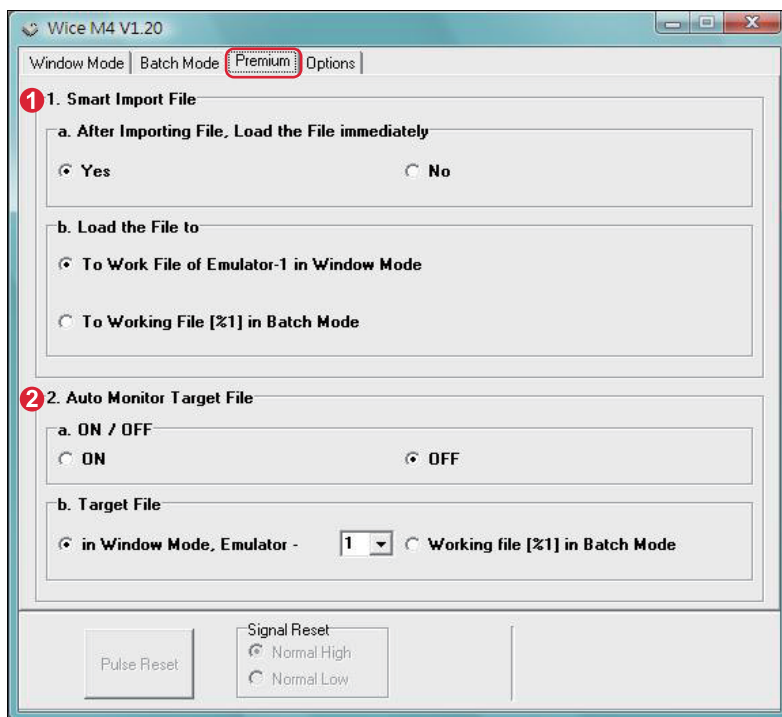 Wice M4 V1.20
Window Mode Batch Mode Premium Options
1 1. Smart Import File
a. After Importing File, Load the File immediately
Yes No
b. Load the File to
To Work File of Emulator-1 in Window Mode
To Working File [%1] in Batch Mode
2 2. Auto Monitor Target File
a. ON / OFF
ON OFF
b. Target File
in Window Mode, Emulator - 1 Working file [%1] in Batch Mode
Pulse Reset
Signal Reset
Normal High
Normal Low